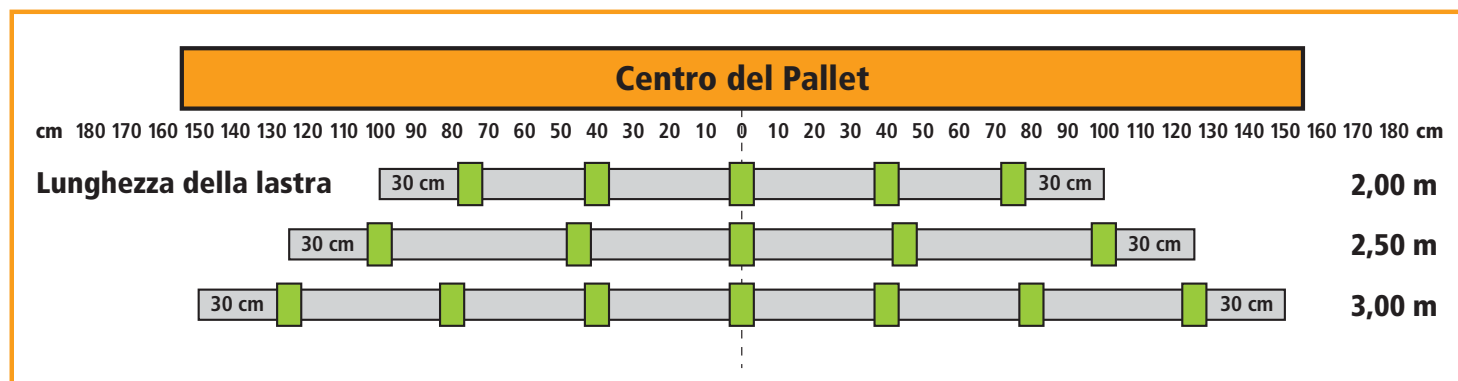 Centro del Pallet
cm 180 170 160 150 140 130 120 110 100 90 80 70 60 50 40 30 20 10 0 10 20 30 40 50 60 70 80 90 100 110 120 130 140 150 160 170 180 cm
Lunghezza della lastra 30 cm 30 cm 2,00 m
30 cm 30 cm 2,50 m
30 cm 30 cm 3,00 m